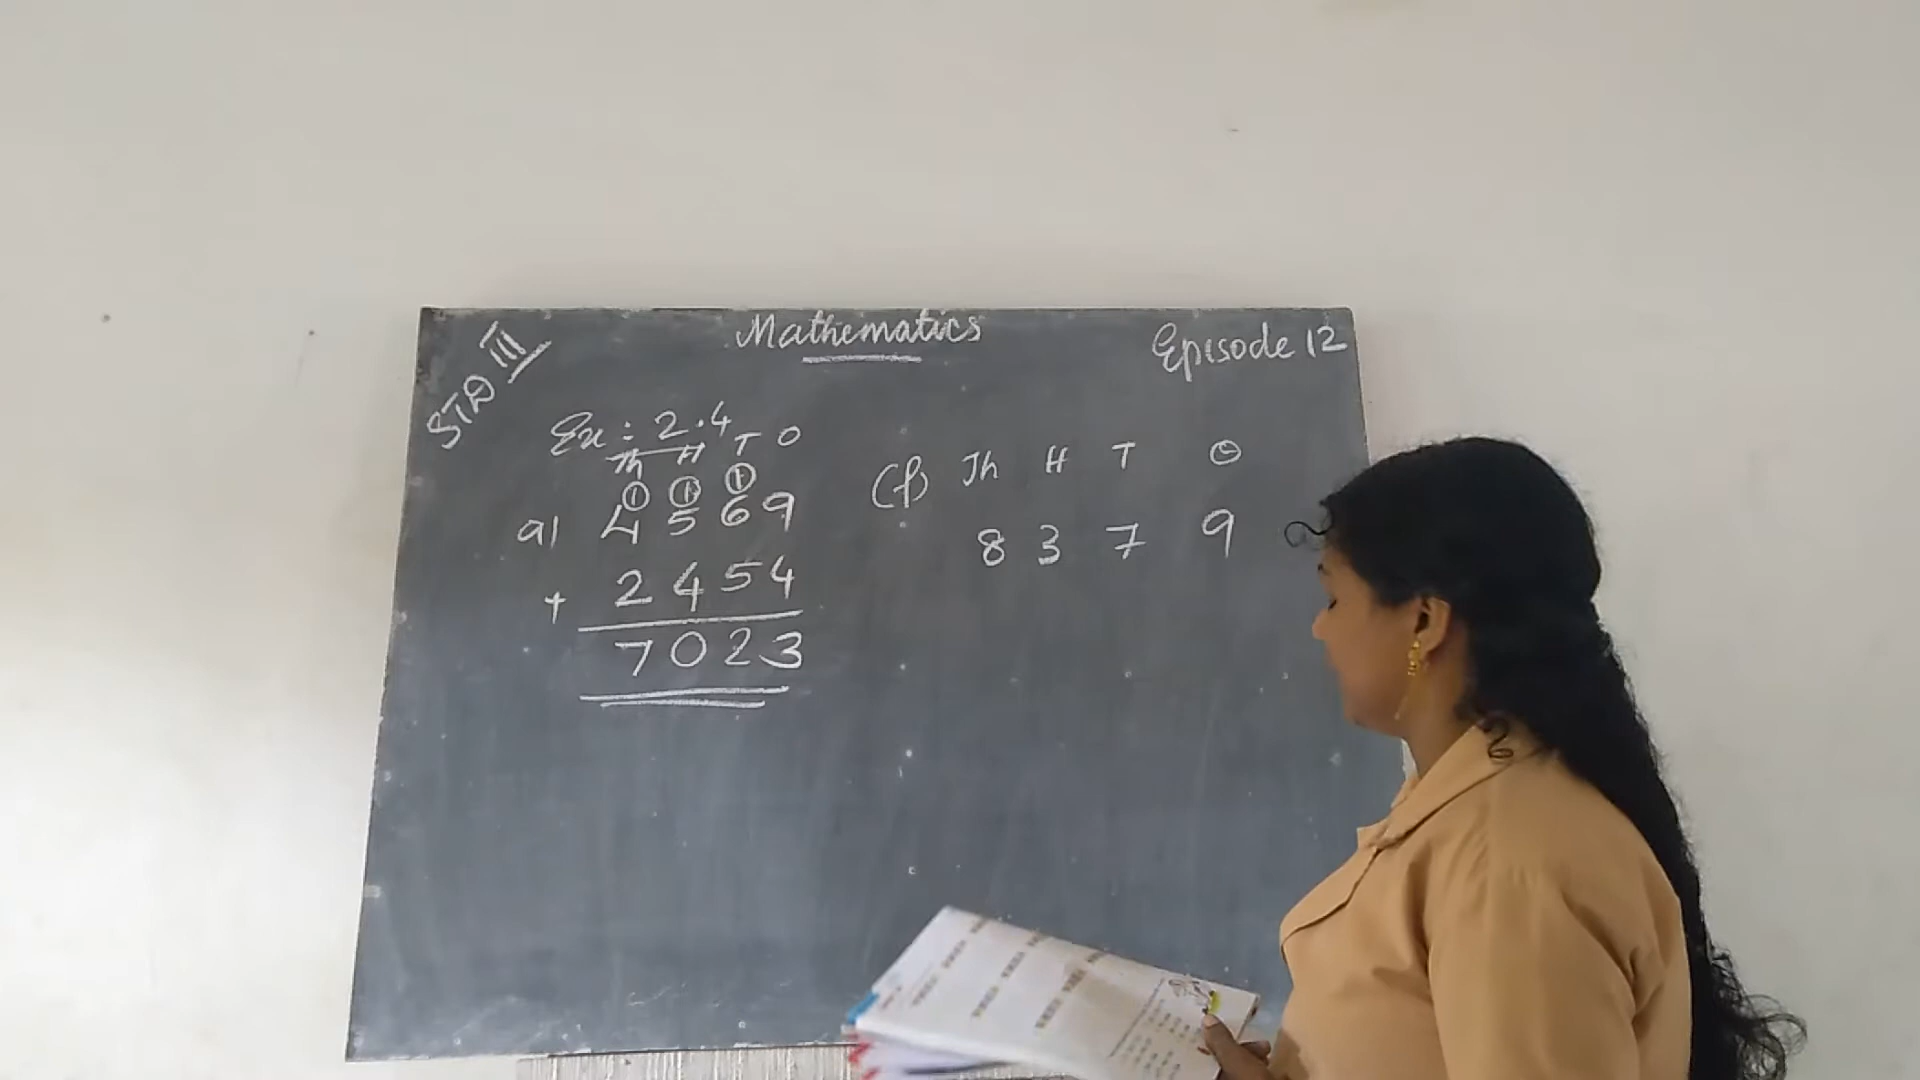 STD III
Mathematics
Episode 12
Ex: 2.4
Th H T O
1 1 1
a) 4569
+ 2454
7023
(f) Th H T O
8 3 7 9